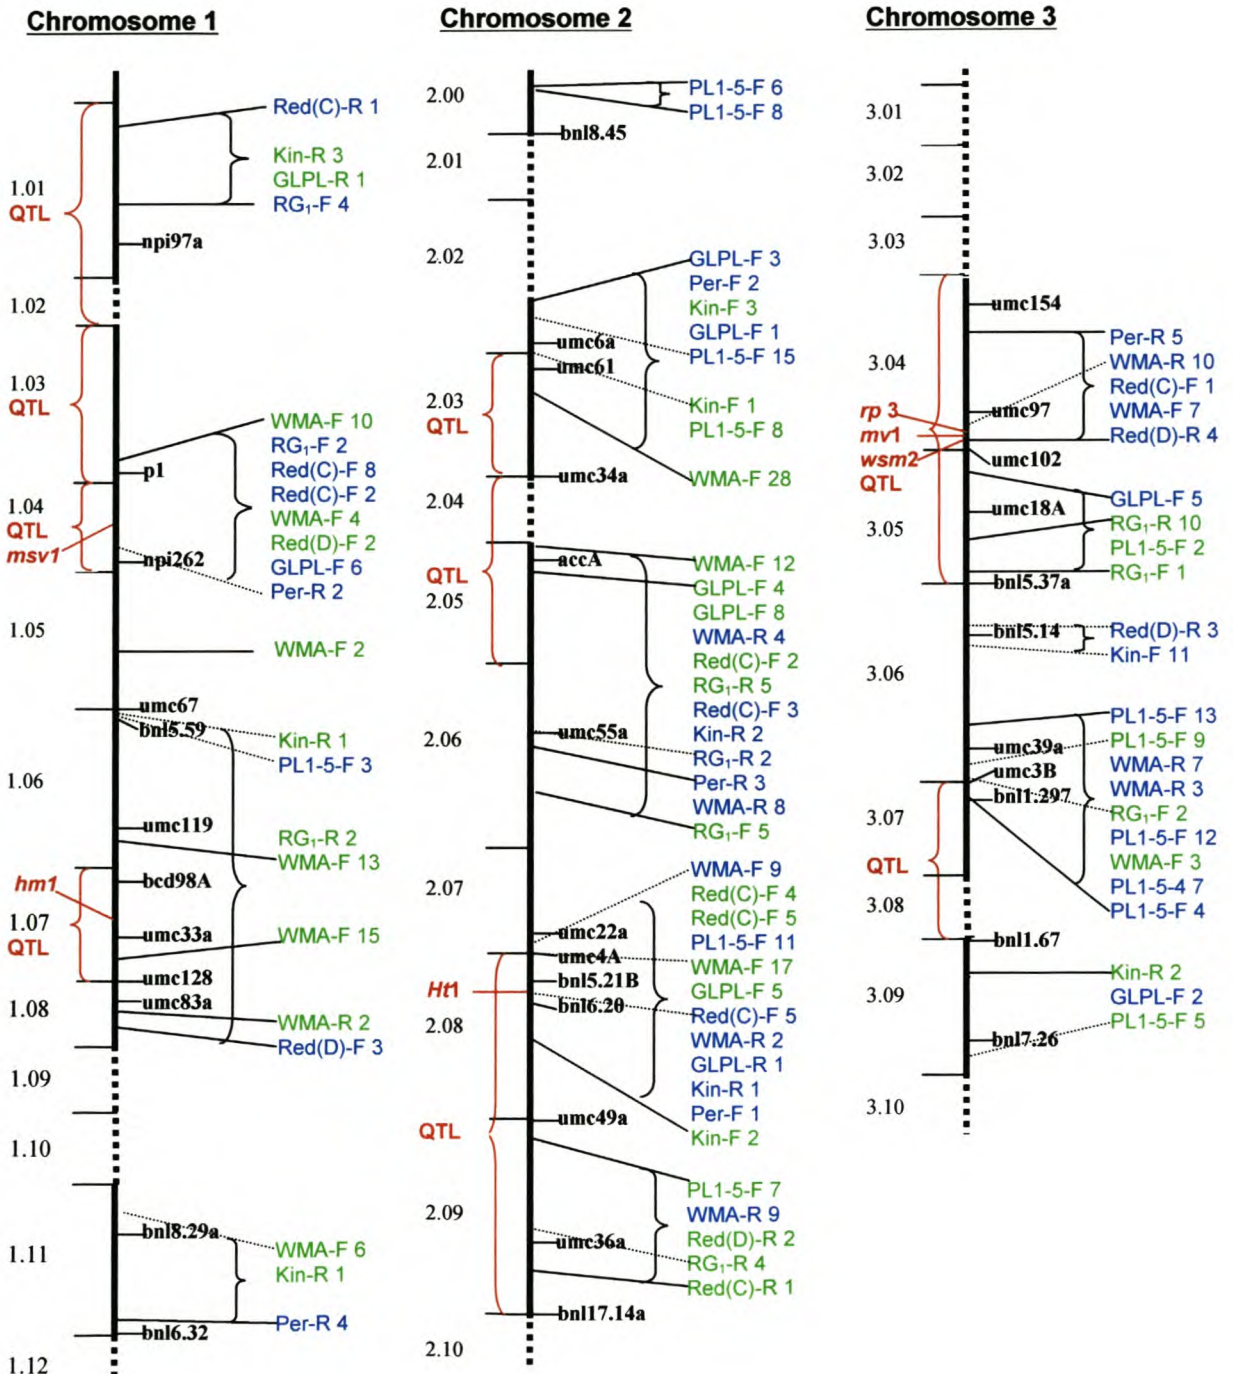 Chromosome 1
1.01
QTL
1.02
1.03
QTL
1.04
QTL
msv1
1.05
1.06
hm1
1.07
QTL
1.08
1.09
1.10
1.11
1.12
npi97a
p1
npi262
umc67
bnl5.59
umc119
bcd98A
umc33a
umc128
umc83a
bnl8.29a
bnl6.32
Red(C)-R 1
Kin-R 3
GLPL-R 1
RG₁-F 4
WMA-F 10
RG₁-F 2
Red(C)-F 8
Red(C)-F 2
WMA-F 4
Red(D)-F 2
GLPL-F 6
Per-R 2
WMA-F 2
Kin-R 1
PL1-5-F 3
RG₁-R 2
WMA-F 13
WMA-F 15
WMA-R 2
Red(D)-F 3
WMA-F 6
Kin-R 1
Per-R 4
Chromosome 2
2.00
2.01
2.02
2.03
QTL
2.04
QTL
2.05
2.06
2.07
Ht1
2.08
QTL
2.09
2.10
bnl8.45
umc6a
umc61
umc34a
accA
umc55a
umc22a
umc4A
bnl5.21B
bnl6.20
umc49a
umc36a
bnl17.14a
PL1-5-F 6
PL1-5-F 8
GLPL-F 3
Per-F 2
Kin-F 3
GLPL-F 1
PL1-5-F 15
Kin-F 1
PL1-5-F 8
WMA-F 28
WMA-F 12
GLPL-F 4
GLPL-F 8
WMA-R 4
Red(C)-F 2
RG₁-R 5
Red(C)-F 3
Kin-R 2
RG₁-R 2
Per-R 3
WMA-R 8
RG₁-F 5
WMA-F 9
Red(C)-F 4
Red(C)-F 5
PL1-5-F 11
WMA-F 17
GLPL-F 5
Red(C)-F 5
WMA-R 2
GLPL-R 1
Kin-R 1
Per-F 1
Kin-F 2
PL1-5-F 7
WMA-R 9
Red(D)-R 2
RG₁-R 4
Red(C)-R 1
Chromosome 3
3.01
3.02
3.03
3.04
rp 3
mv1
wsm2
QTL
3.05
3.06
3.07
QTL
3.08
3.09
3.10
umc154
umc97
umc102
umc18A
bnl5.37a
bnl5.14
umc39a
umc3B
bnl1.297
bnl1.67
bnl7.26
Per-R 5
WMA-R 10
Red(C)-F 1
WMA-F 7
Red(D)-R 4
GLPL-F 5
RG₁-R 10
PL1-5-F 2
RG₁-F 1
Red(D)-R 3
Kin-F 11
PL1-5-F 13
PL1-5-F 9
WMA-R 7
WMA-R 3
RG₁-F 2
PL1-5-F 12
WMA-F 3
PL1-5-4 7
PL1-5-F 4
Kin-R 2
GLPL-F 2
PL1-5-F 5